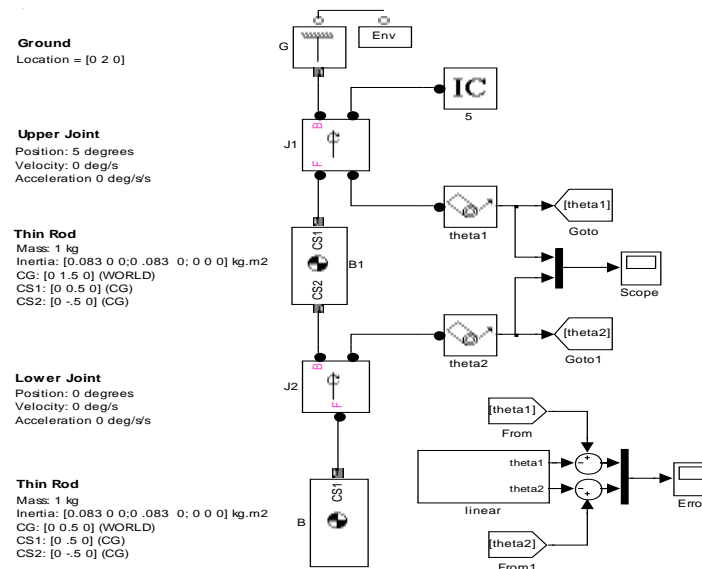 Ground
Location = [0 2 0]
G
Env
IC
5
Upper Joint
Position: 5 degrees
Velocity: 0 deg/s
Acceleration 0 deg/s/s
J1
B
F
theta1
[theta1]
Goto
Thin Rod
Mass: 1 kg
Inertia: [0.083 0 0;0 .083 0; 0 0 0] kg.m2
CG: [0 1.5 0] (WORLD)
CS1: [0 0.5 0] (CG)
CS2: [0 -.5 0] (CG)
CS1
CS2
B1
Scope
theta2
[theta2]
Goto1
Lower Joint
Position: 0 degrees
Velocity: 0 deg/s
Acceleration 0 deg/s/s
J2
B
F
[theta1]
From
theta1
theta2
linear
Erro
[theta2]
From1
Thin Rod
Mass: 1 kg
Inertia: [0.083 0 0;0 .083 0; 0 0 0] kg.m2
CG: [0 0.5 0] (WORLD)
CS1: [0 .5 0] (CG)
CS2: [0 -.5 0] (CG)
CS1
B